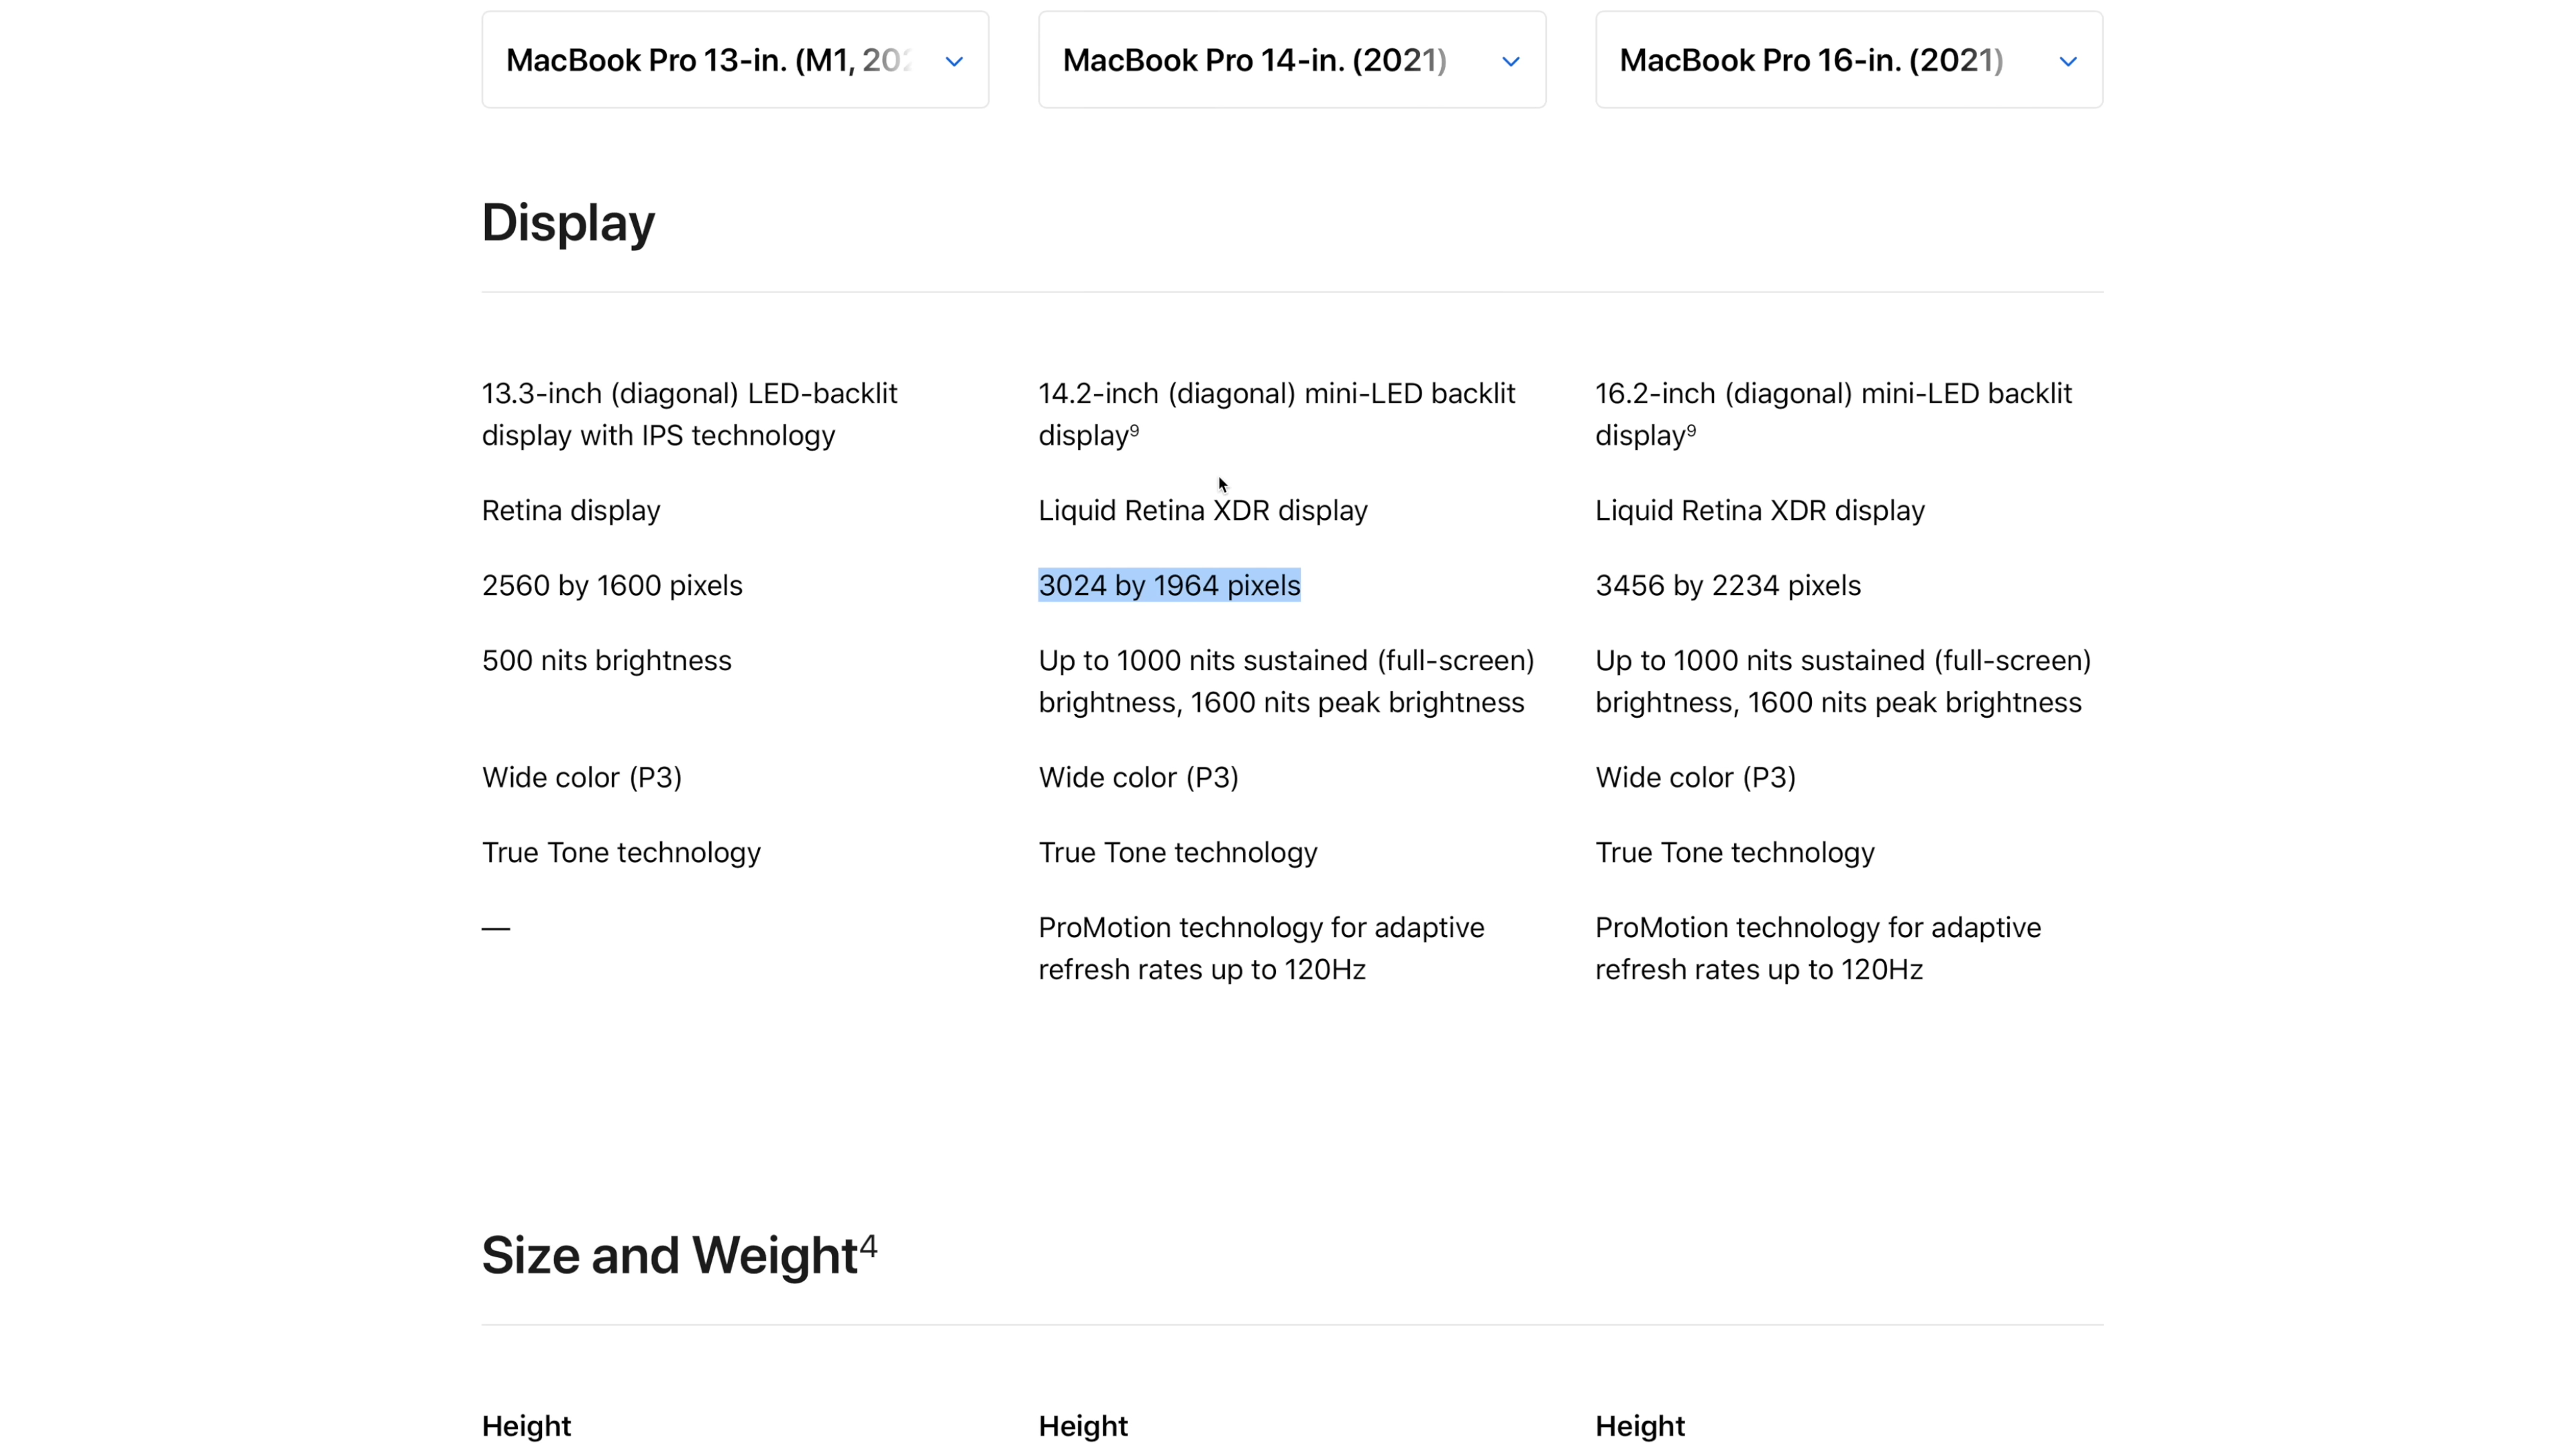 MacBook Pro 13-in. (M1, 202
MacBook Pro 14-in. (2021)
MacBook Pro 16-in. (2021)
Display
13.3-inch (diagonal) LED-backlit
display with IPS technology
14.2-inch (diagonal) mini-LED backlit
display⁹
16.2-inch (diagonal) mini-LED backlit
display⁹
Retina display
Liquid Retina XDR display
Liquid Retina XDR display
2560 by 1600 pixels
3024 by 1964 pixels
3456 by 2234 pixels
500 nits brightness
Up to 1000 nits sustained (full-screen)
brightness, 1600 nits peak brightness
Up to 1000 nits sustained (full-screen)
brightness, 1600 nits peak brightness
Wide color (P3)
Wide color (P3)
Wide color (P3)
True Tone technology
True Tone technology
True Tone technology
—
ProMotion technology for adaptive
refresh rates up to 120Hz
ProMotion technology for adaptive
refresh rates up to 120Hz
Size and Weight⁴
Height
Height
Height